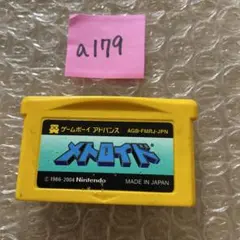 a179
ゲームボーイ アドバンス
AGB-FMRJ-JPN
メトロイド
© 1986-2004 Nintendo
MADE IN JAPAN